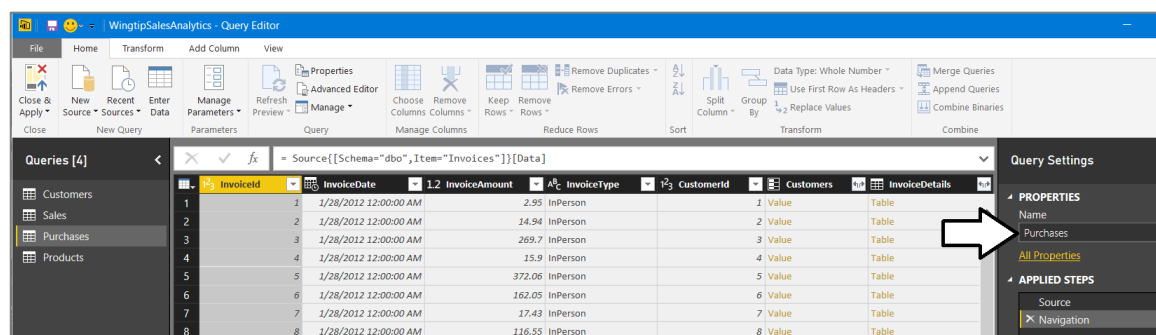 WingtipSalesAnalytics - Query Editor
File Home Transform Add Column View
Close & Apply
New Source
Recent Sources
Enter Data
Manage Parameters
Refresh Preview
Properties
Advanced Editor
Manage
Choose Columns
Remove Columns
Keep Rows
Remove Rows
Remove Duplicates
Remove Errors
Split Column
Group By
Data Type: Whole Number
Use First Row As Headers
Replace Values
Merge Queries
Append Queries
Combine Binaries
Close New Query Parameters Query Manage Columns Reduce Rows Sort Transform Combine
Queries [4]
Customers
Sales
Purchases
Products
fx = Source{[Schema="dbo",Item="Invoices"]}[Data]
InvoiceId InvoiceDate 1.2 InvoiceAmount InvoiceType CustomerId Customers InvoiceDetails
1 1 1/28/2012 12:00:00 AM 2.95 InPerson 1 Value Table
2 2 1/28/2012 12:00:00 AM 14.94 InPerson 2 Value Table
3 3 1/28/2012 12:00:00 AM 269.7 InPerson 3 Value Table
4 4 1/28/2012 12:00:00 AM 15.9 InPerson 4 Value Table
5 5 1/28/2012 12:00:00 AM 372.06 InPerson 5 Value Table
6 6 1/28/2012 12:00:00 AM 162.05 InPerson 6 Value Table
7 7 1/28/2012 12:00:00 AM 17.43 InPerson 7 Value Table
8 8 1/28/2012 12:00:00 AM 116.55 InPerson 8 Value Table
Query Settings
PROPERTIES
Name
Purchases
All Properties
APPLIED STEPS
Source
Navigation